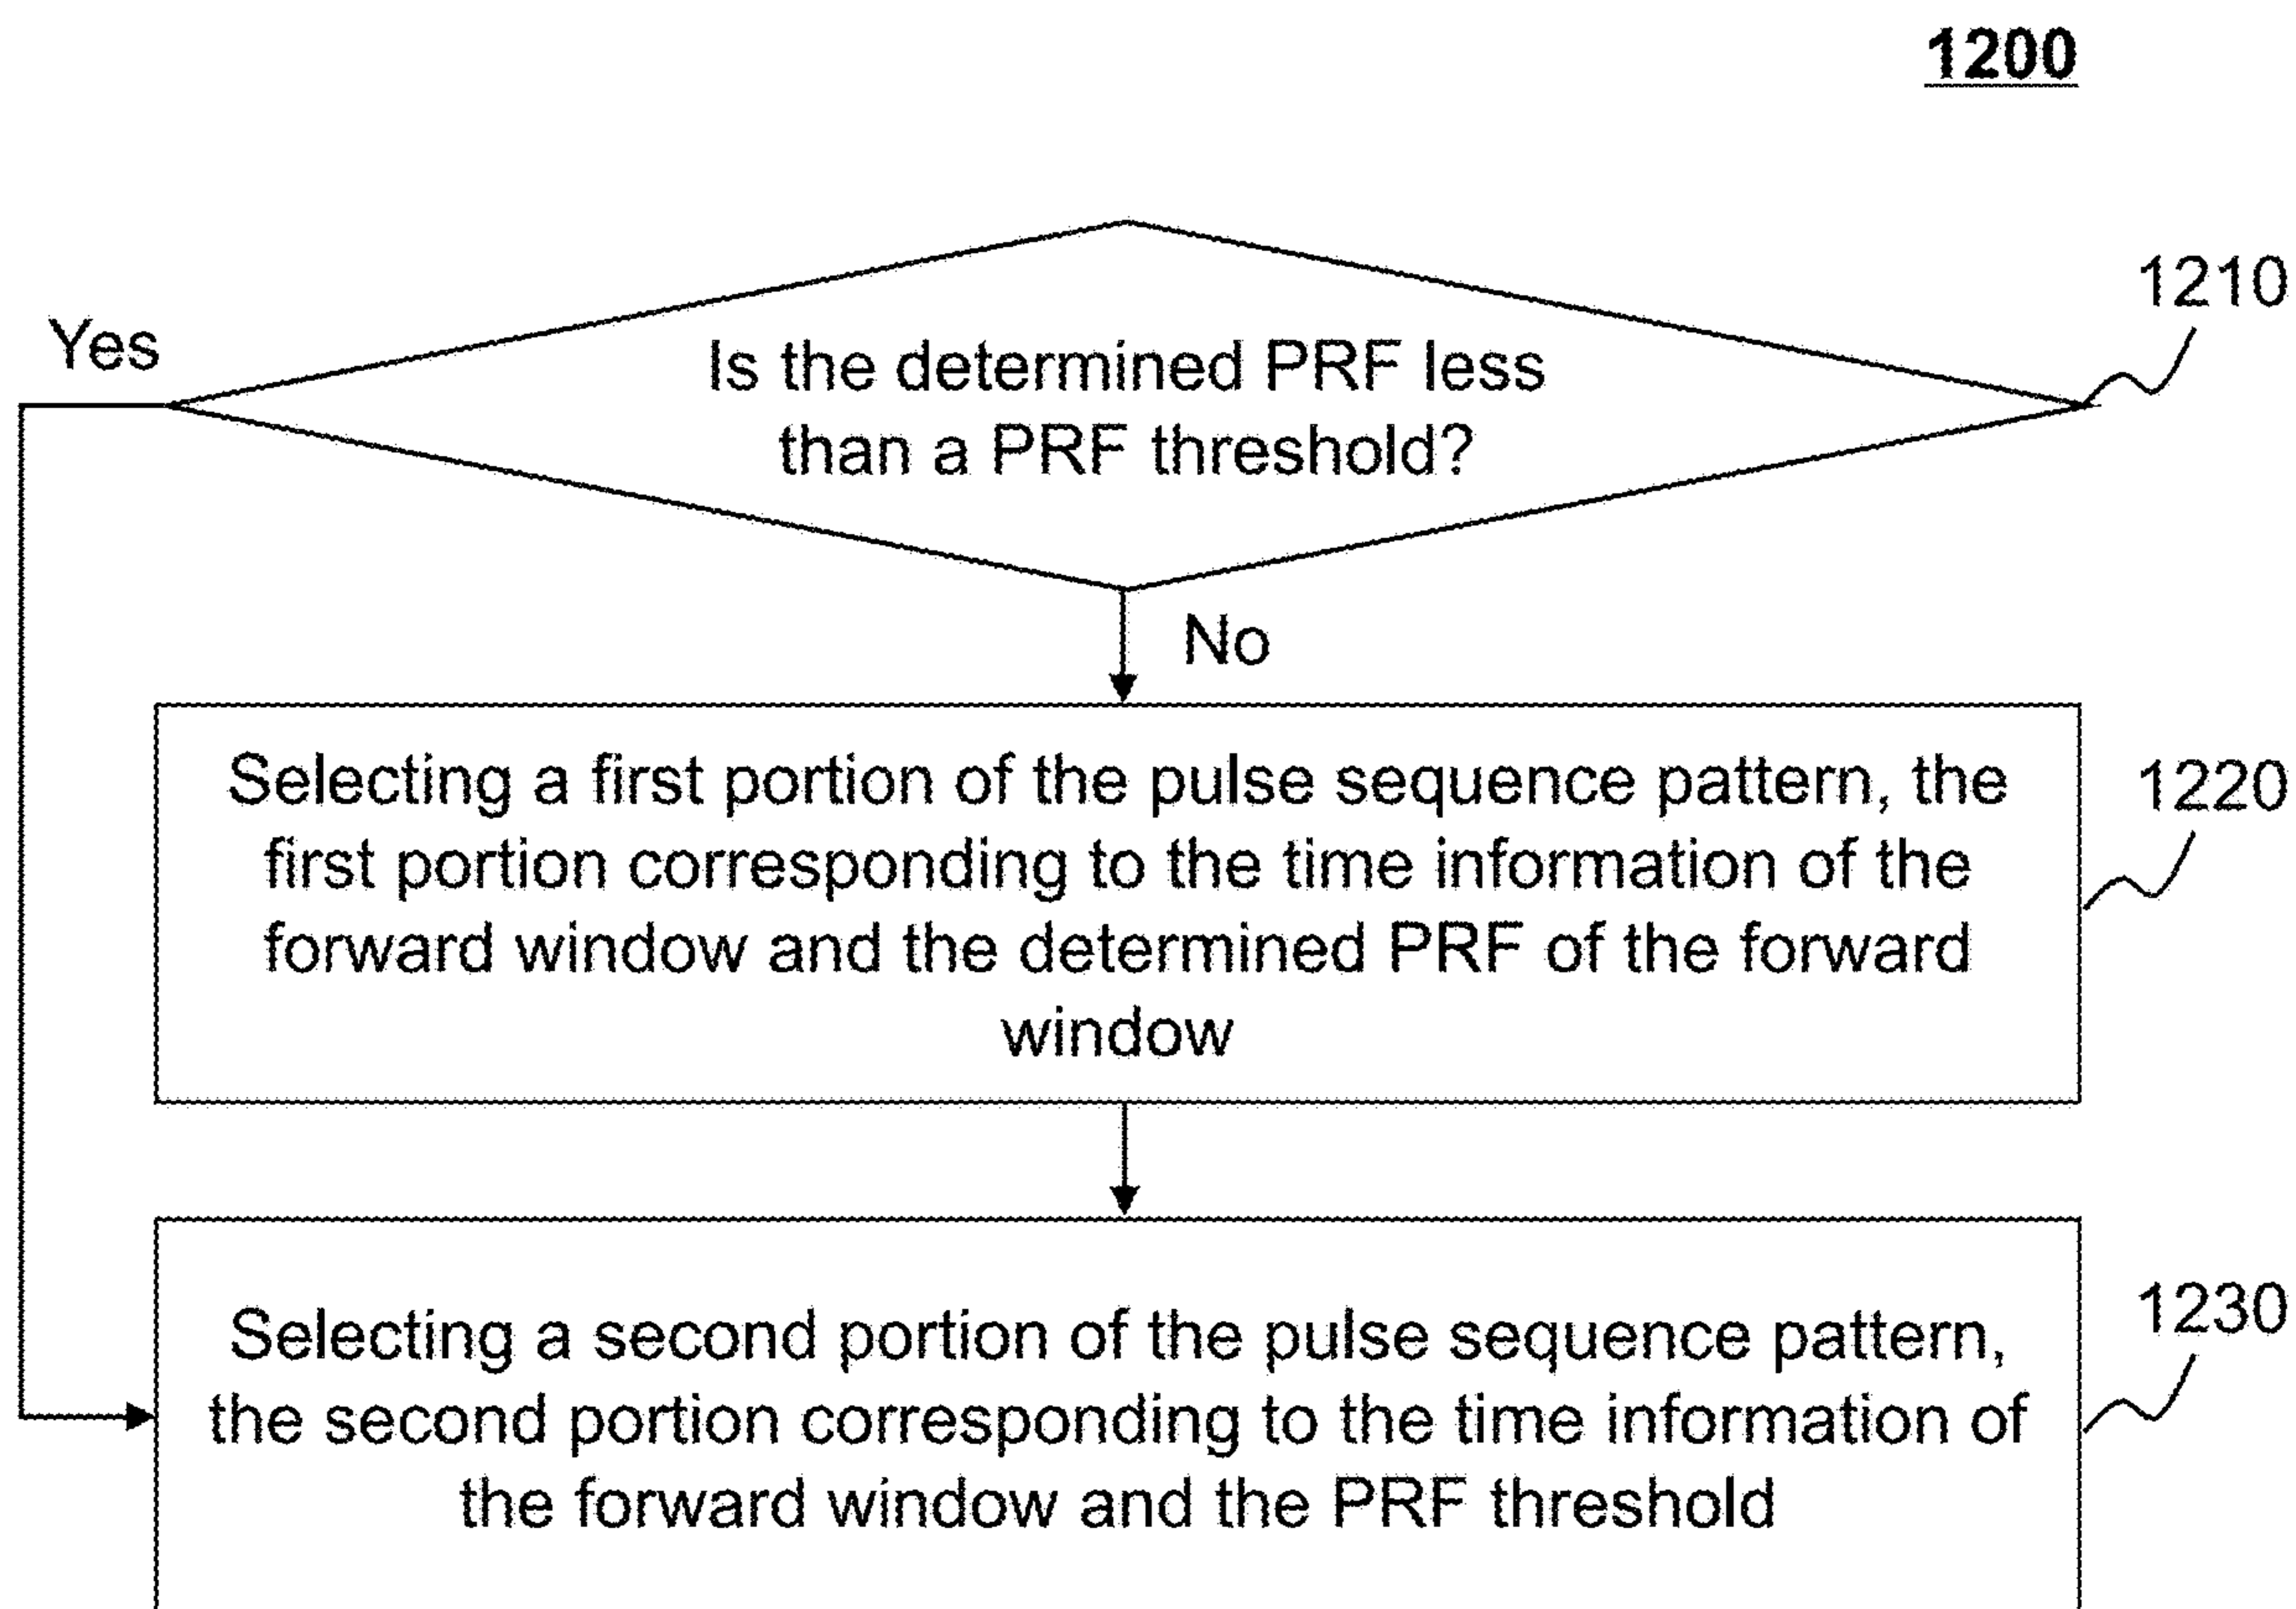 1200
1210
Yes
Is the determined PRF less
than a PRF threshold?
No
Selecting a first portion of the pulse sequence pattern, the
first portion corresponding to the time information of the
forward window and the determined PRF of the forward
window
1220
Selecting a second portion of the pulse sequence pattern,
the second portion corresponding to the time information of
the forward window and the PRF threshold
1230